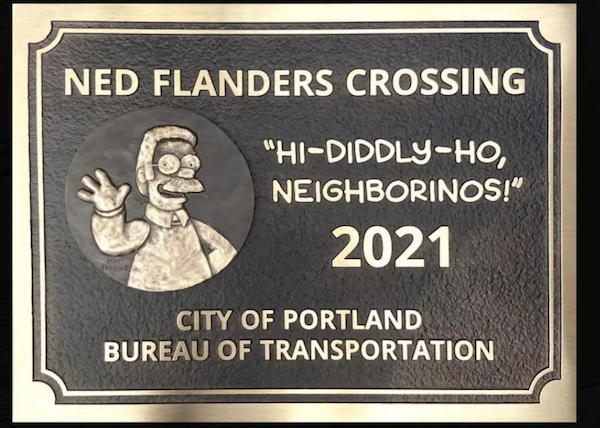 NED FLANDERS CROSSING
"HI-DIDDLY-HO,
NEIGHBORINOS!"
2021
CITY OF PORTLAND
BUREAU OF TRANSPORTATION